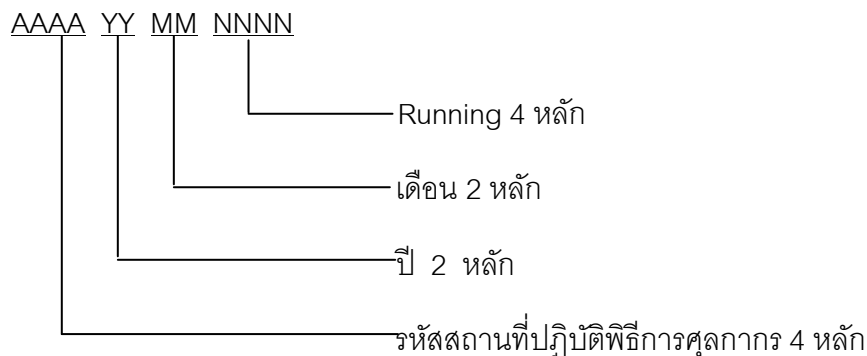 AAAA YY MM NNNN
Running 4 หลัก
เดือน 2 หลัก
ปี 2 หลัก
รหัสสถานที่ปฏิบัติพิธีการศุลกากร 4 หลัก